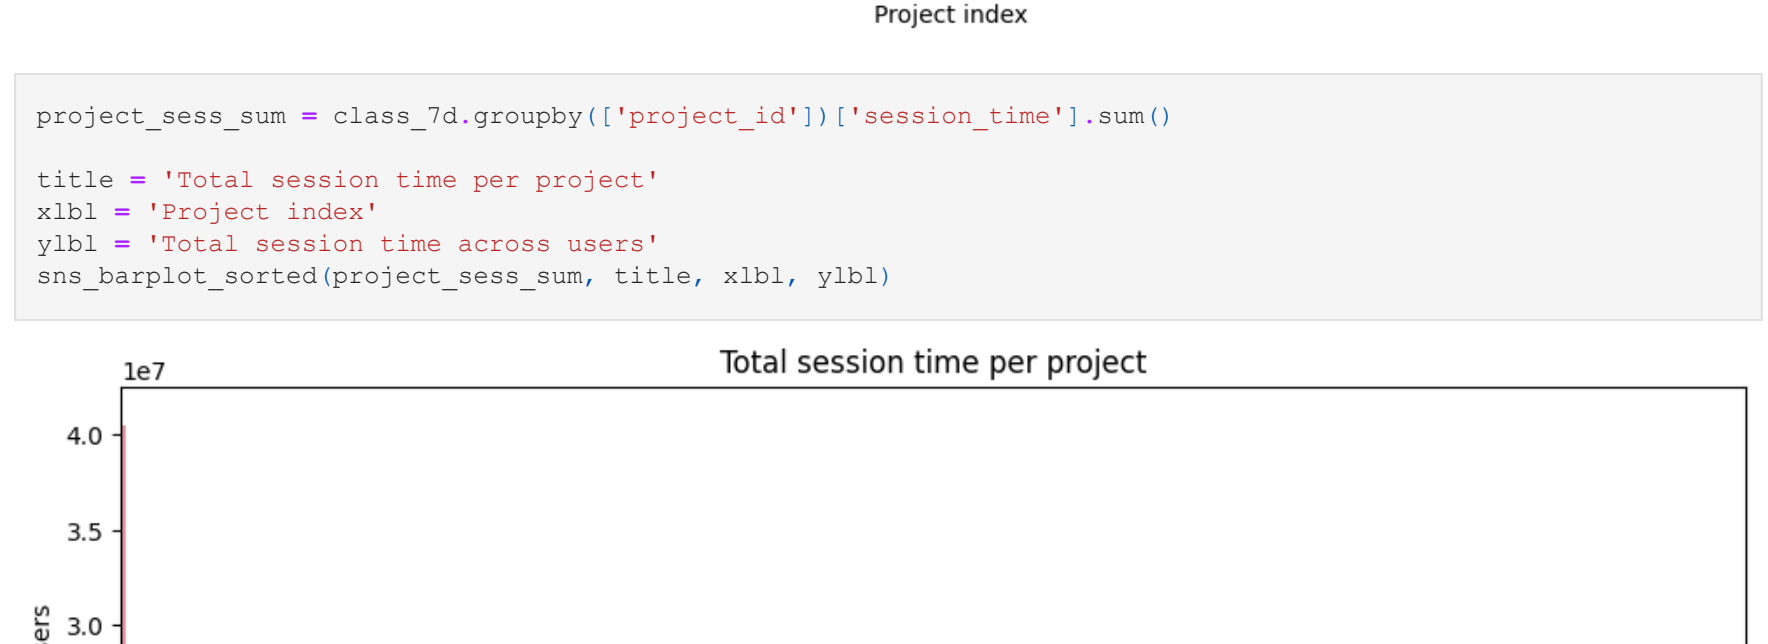 Project index
project_sess_sum = class_7d.groupby(['project_id'])['session_time'].sum()
title = 'Total session time per project'
xlbl = 'Project index'
ylbl = 'Total session time across users'
sns_barplot_sorted(project_sess_sum, title, xlbl, ylbl)
Total session time per project
1e7
4.0
3.5
3.0